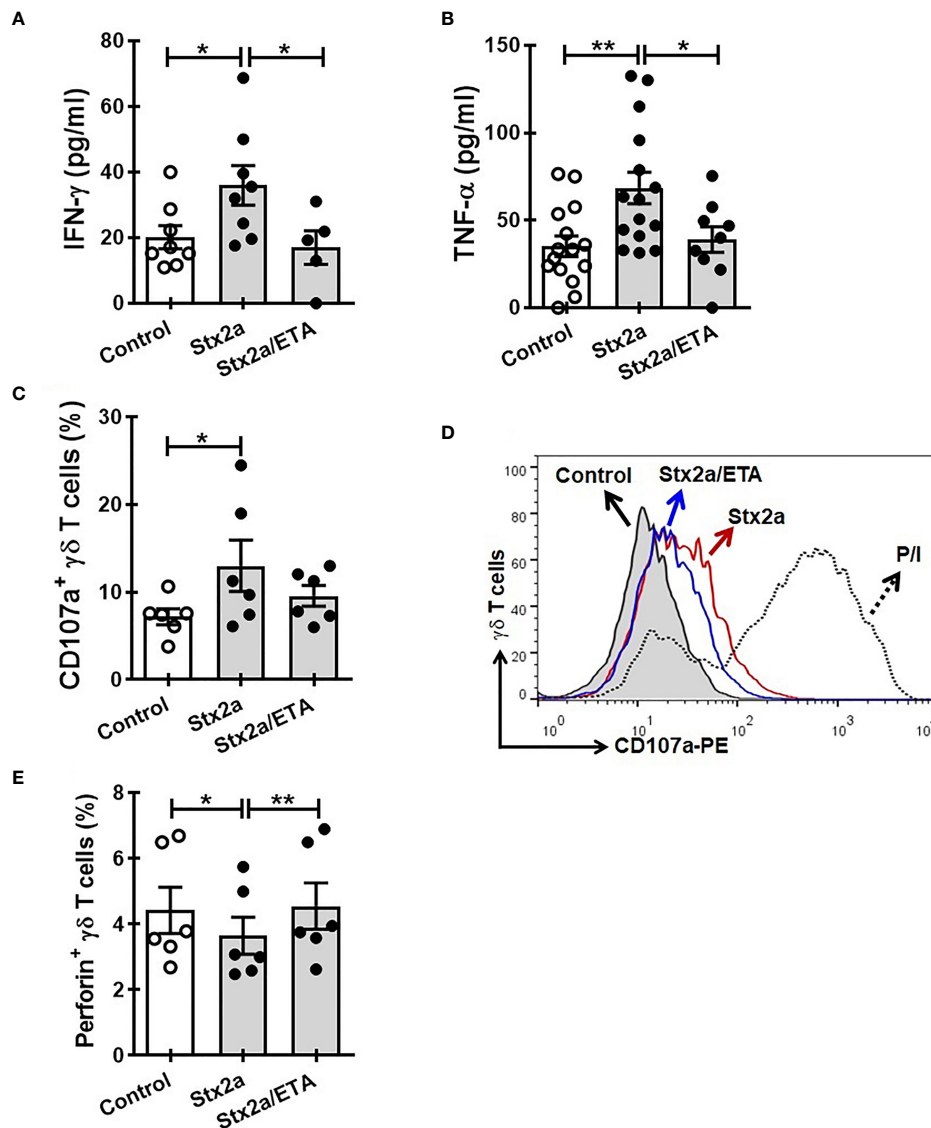 A
IFN-γ (pg/ml)
80
60
40
20
0
* *
Control
Stx2a
Stx2a/ETA
B
TNF-α (pg/ml)
150
100
50
0
** *
Control
Stx2a
Stx2a/ETA
C
CD107a⁺ γδ T cells (%)
30
20
10
0
*
Control
Stx2a
Stx2a/ETA
D
γδ T cells
100
80
60
40
20
0
Control
Stx2a/ETA
Stx2a
P/I
10⁰ 10¹ 10² 10³
CD107a-PE
E
Perforin⁺ γδ T cells (%)
8
6
4
2
0
* **
Control
Stx2a
Stx2a/ETA